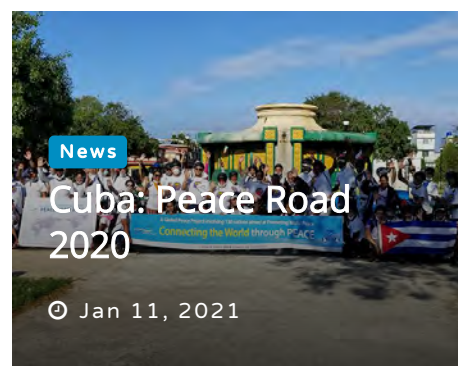 News
Cuba: Peace Road
2020
Connecting the World through PEACE
Jan 11, 2021